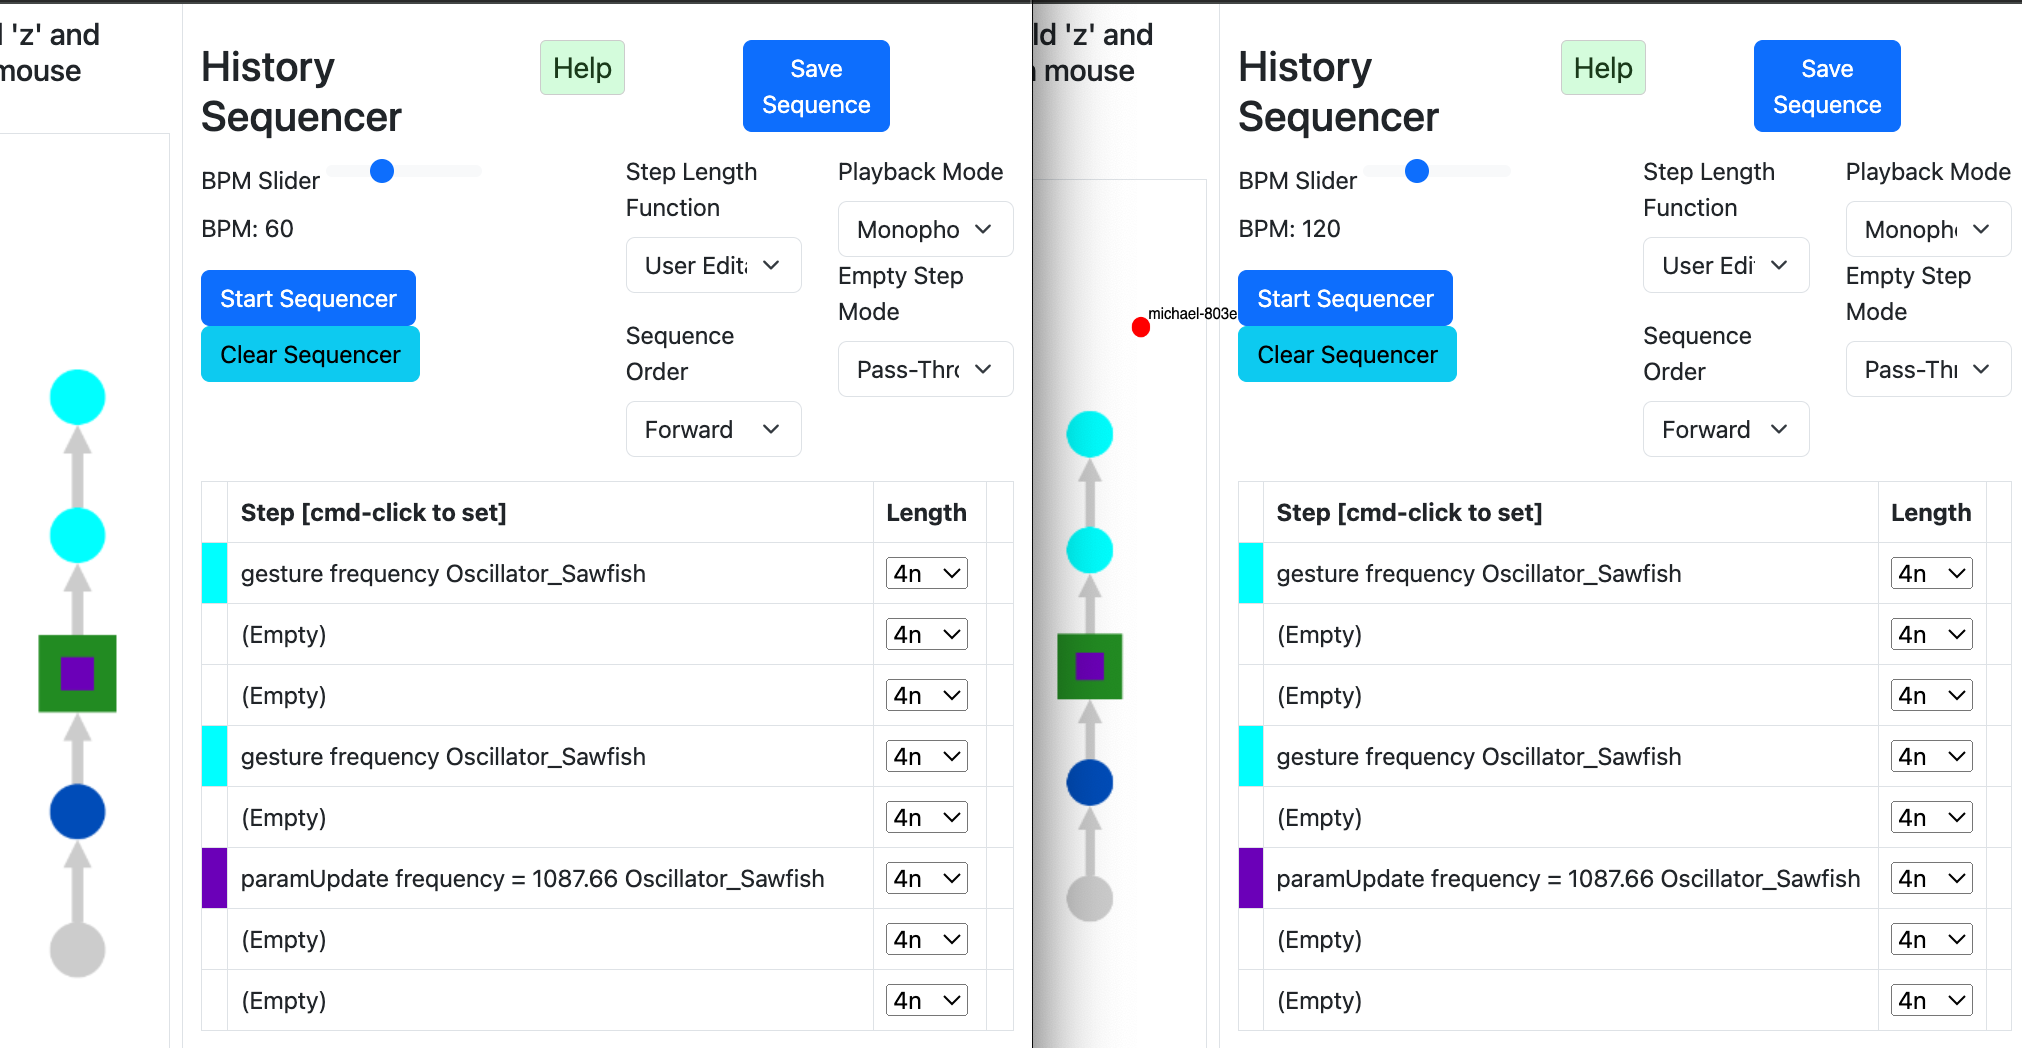 'z' and
mouse
History
Sequencer
Help
Save
Sequence
BPM Slider
BPM: 60
Start Sequencer
Clear Sequencer
Step Length
Function
User Edit
Sequence
Order
Forward
Playback Mode
Monopho
Empty Step
Mode
Pass-Thr
Step [cmd-click to set] Length
gesture frequency Oscillator_Sawfish 4n
(Empty) 4n
(Empty) 4n
gesture frequency Oscillator_Sawfish 4n
(Empty) 4n
paramUpdate frequency = 1087.66 Oscillator_Sawfish 4n
(Empty) 4n
(Empty) 4n
ld 'z' and
mouse
michael-803e
History
Sequencer
Help
Save
Sequence
BPM Slider
BPM: 120
Start Sequencer
Clear Sequencer
Step Length
Function
User Edi
Sequence
Order
Forward
Playback Mode
Monoph
Empty Step
Mode
Pass-Th
Step [cmd-click to set] Length
gesture frequency Oscillator_Sawfish 4n
(Empty) 4n
(Empty) 4n
gesture frequency Oscillator_Sawfish 4n
(Empty) 4n
paramUpdate frequency = 1087.66 Oscillator_Sawfish 4n
(Empty) 4n
(Empty) 4n